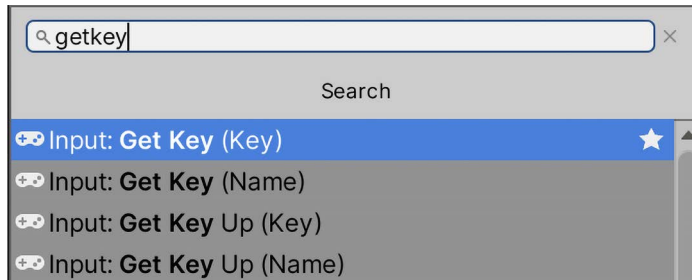 getkey
Search
Input: Get Key (Key)
Input: Get Key (Name)
Input: Get Key Up (Key)
Input: Get Key Up (Name)